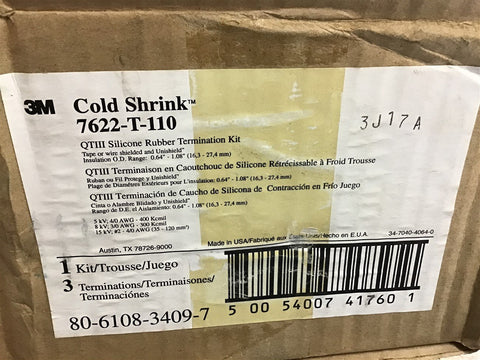 3M Cold Shrink™
7622-T-110
3J17A
QTIII Silicone Rubber Termination Kit
Tape or wire shielded and Unishield®
Insulation O.D. Range: 0.64" - 1.08" (16,3 - 27,4 mm)
QTIII Terminaison en Caoutchouc de Silicone Rétrécissable à Froid Trousse
Ruban ou Fil Protege y Unishield®
Plage de Diamètres Extérieurs pour L'insulation: 0.64" - 1.08" (16,3 - 27,4 mm)
QTIII Terminación de Caucho de Silicona de Contracción en Frío Juego
Cinta o Alambre Blidado y Unishield®
Rango de D.E. el Aislamiento: 0.64" - 1.08" (16,3 - 27,4 mm)
5 kV; 4/0 AWG - 400 Kcmil
8 kV; 3/0 AWG - 300 Kcmil
15 kV; #2 - 4/0 AWG (35 – 120 mm²)
Made in USA/Fabriqué aux États-Unis/Hecho en E.U.A.
Austin, TX 78726-9000
34-7040-4064-0
1 Kit/Trousse/Juego
3 Terminations/Terminaisones/
Terminaciónes
80-6108-3409-7
5 00 54007 41760 1